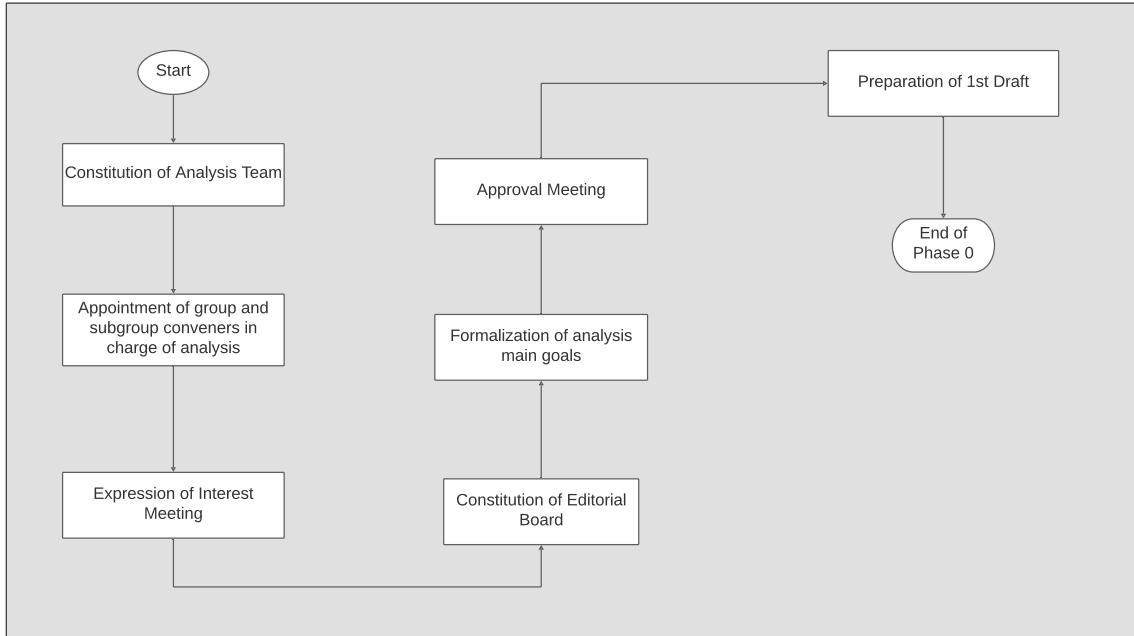 Start
Constitution of Analysis Team
Appointment of group and
subgroup conveners in
charge of analysis
Expression of Interest
Meeting
Constitution of Editorial
Board
Formalization of analysis
main goals
Approval Meeting
Preparation of 1st Draft
End of
Phase 0